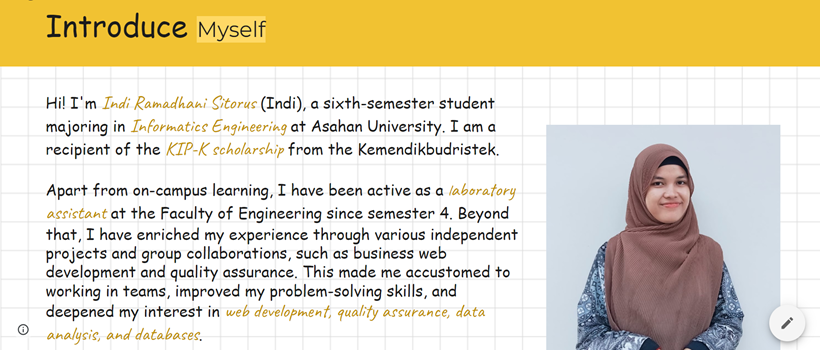 Introduce Myself
Hi! I'm Indi Ramadhani Sitorus (Indi), a sixth-semester student
majoring in Informatics Engineering at Asahan University. I am a
recipient of the KIP-K scholarship from the Kemendikbudristek.
Apart from on-campus learning, I have been active as a laboratory
assistant at the Faculty of Engineering since semester 4. Beyond
that, I have enriched my experience through various independent
projects and group collaborations, such as business web
development and quality assurance. This made me accustomed to
working in teams, improved my problem-solving skills, and
deepened my interest in web development, quality assurance, data
analysis, and databases.